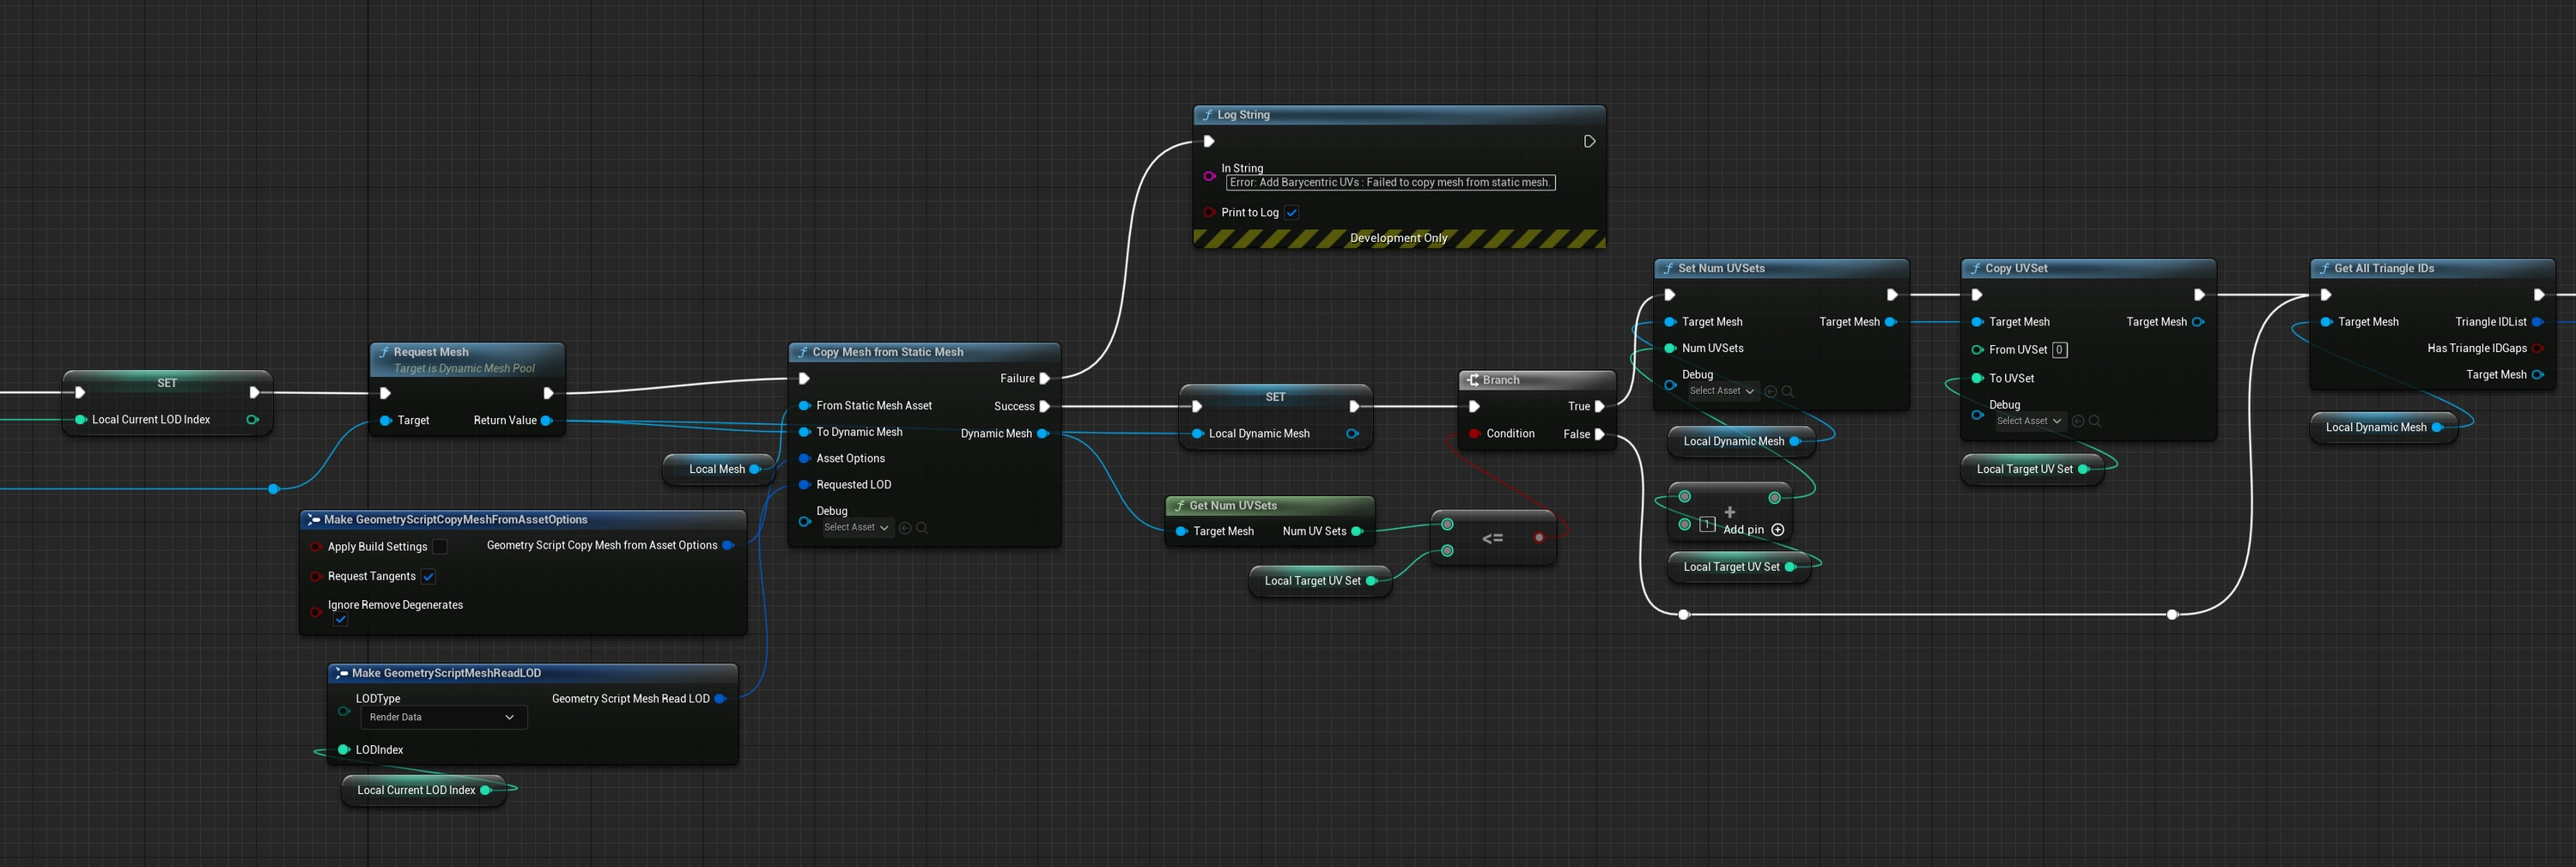 SET
Local Current LOD Index
Request Mesh
Target is Dynamic Mesh Pool
Target
Return Value
Local Mesh
Make GeometryScriptCopyMeshFromAssetOptions
Apply Build Settings
Geometry Script Copy Mesh from Asset Options
Request Tangents
Ignore Remove Degenerates
Make GeometryScriptMeshReadLOD
LODType
Geometry Script Mesh Read LOD
Render Data
LODIndex
Local Current LOD Index
Copy Mesh from Static Mesh
Failure
From Static Mesh Asset
Success
To Dynamic Mesh
Dynamic Mesh
Asset Options
Requested LOD
Debug
Select Asset
Log String
In String
Error: Add Barycentric UVs : Failed to copy mesh from static mesh.
Print to Log
Development Only
SET
Local Dynamic Mesh
Get Num UVSets
Target Mesh
Num UV Sets
Local Target UV Set
<=
Branch
True
Condition
False
Set Num UVSets
Target Mesh
Target Mesh
Num UVSets
Debug
Select Asset
Local Dynamic Mesh
+
1
Add pin
Local Target UV Set
Copy UVSet
Target Mesh
Target Mesh
From UVSet 0
To UVSet
Debug
Select Asset
Local Target UV Set
Get All Triangle IDs
Target Mesh
Triangle IDList
Has Triangle IDGaps
Target Mesh
Local Dynamic Mesh